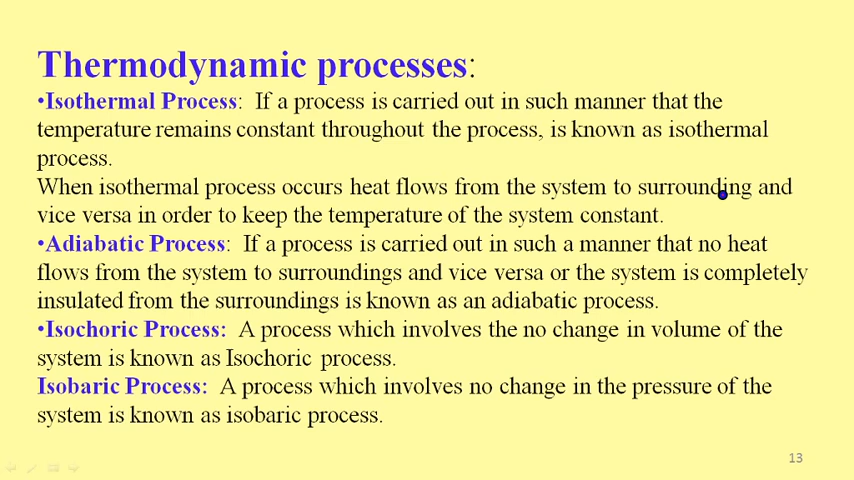 Thermodynamic processes:
•Isothermal Process:  If a process is carried out in such manner that the
temperature remains constant throughout the process, is known as isothermal
process.
When isothermal process occurs heat flows from the system to surrounding and
vice versa in order to keep the temperature of the system constant.
•Adiabatic Process:  If a process is carried out in such a manner that no heat
flows from the system to surroundings and vice versa or the system is completely
insulated from the surroundings is known as an adiabatic process.
•Isochoric Process:  A process which involves the no change in volume of the
system is known as Isochoric process.
Isobaric Process:  A process which involves no change in the pressure of the
system is known as isobaric process.
13